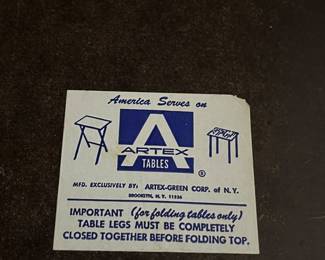 America Serves on
A
ARTEX
TABLES
®
MFD. EXCLUSIVELY BY: ARTEX-GREEN CORP. of N.Y.
BROOKLYN, N.Y. 11236
IMPORTANT (for folding tables only)
TABLE LEGS MUST BE COMPLETELY
CLOSED TOGETHER BEFORE FOLDING TOP.